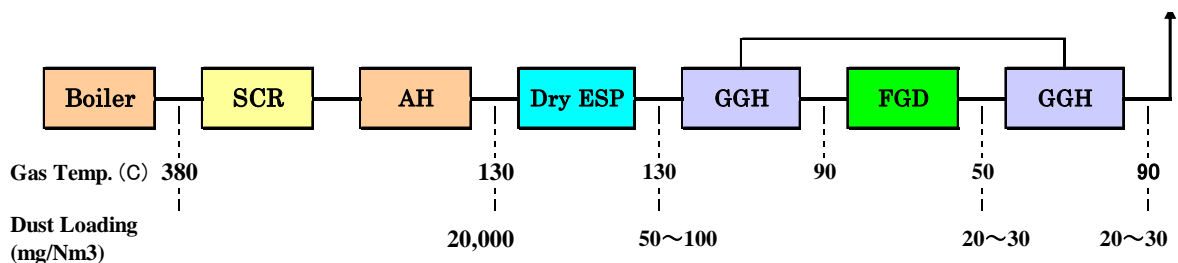 Boiler SCR AH Dry ESP GGH FGD GGH
Gas Temp. (C) 380 130 130 90 50 90
Dust Loading
(mg/Nm3) 20,000 50～100 20～30 20～30